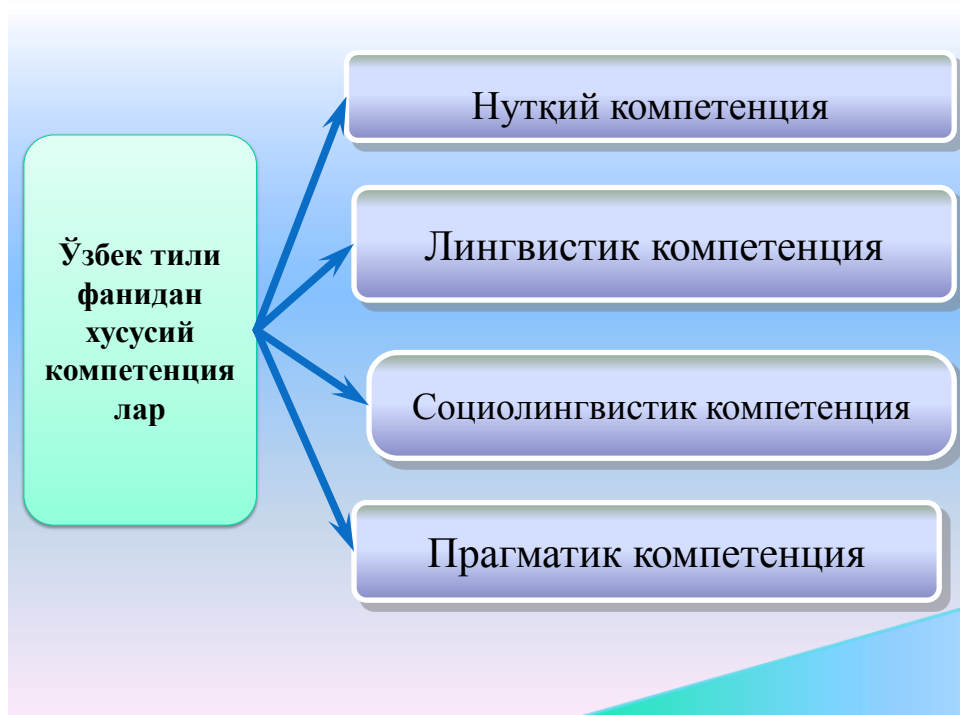 Ўзбек тили
фанидан
хусусий
компетенция
лар
Нутқий компетенция
Лингвистик компетенция
Социолингвистик компетенция
Прагматик компетенция